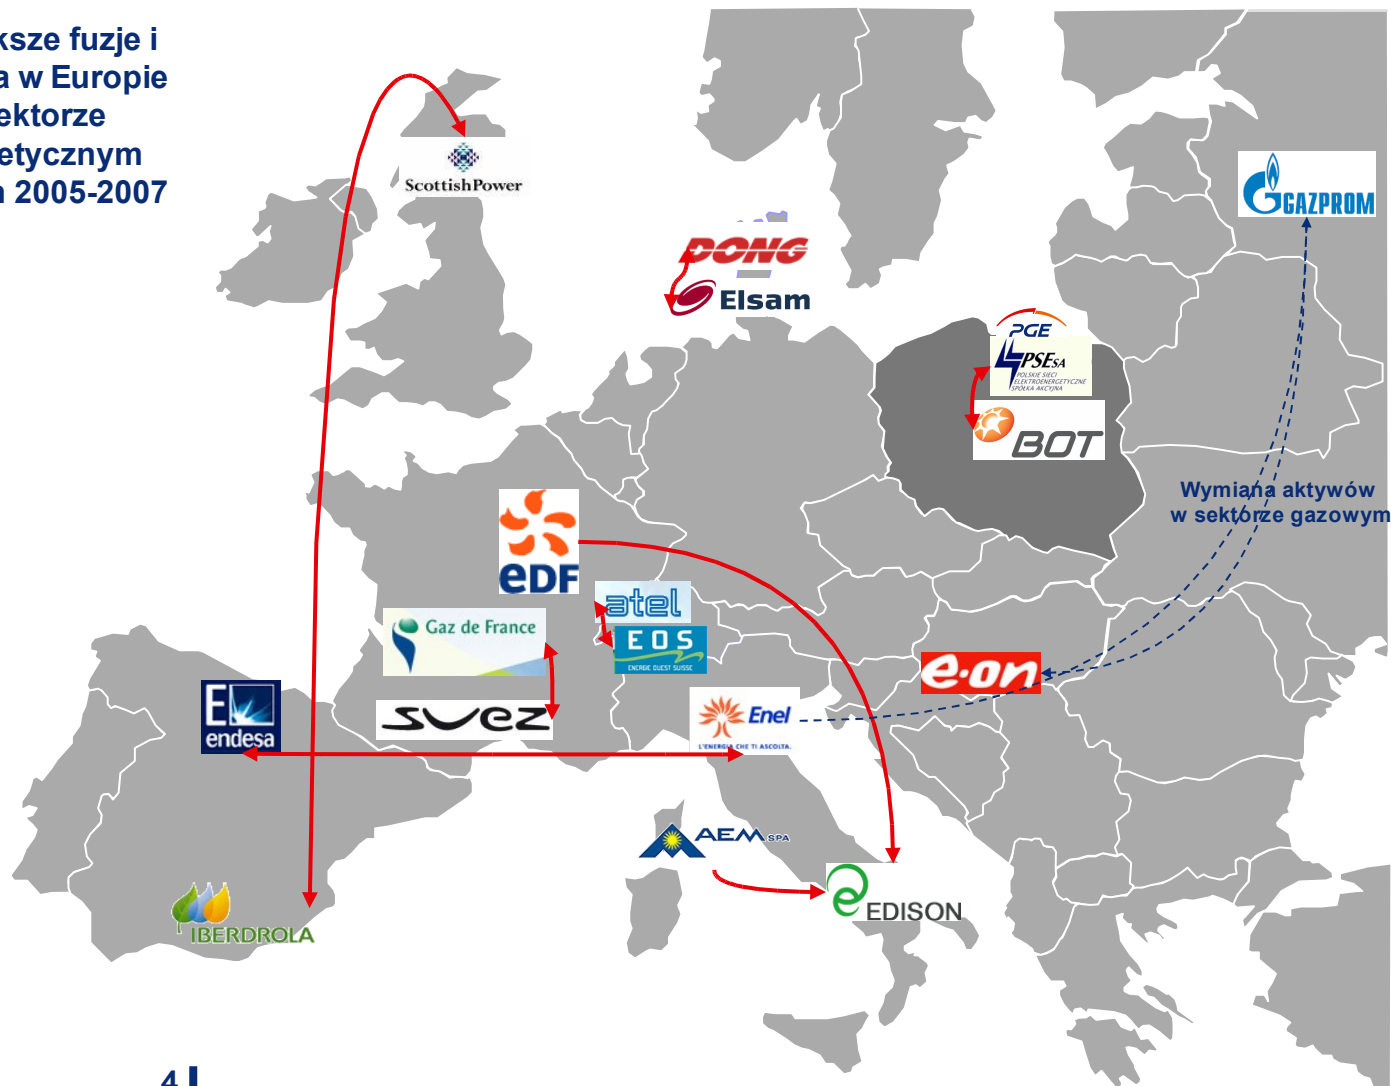 ksze fuzje i
a w Europie
ektorze
etycznym
h 2005-2007
ScottishPower
GAZPROM
DONG
Elsam
PGE
PSE SA
POLSKIE SIECI
ELEKTROENERGETYCZNE
SPÓŁKA AKCYJNA
BOT
Wymiana aktywów
w sektorze gazowym
eDF
atel
EOS
ENERGIE OUEST SUISSE
Gaz de France
suez
E
endesa
Enel
L'ENERGIA CHE TI ASCOLTA.
e·on
AEM SPA
EDISON
IBERDROLA
4